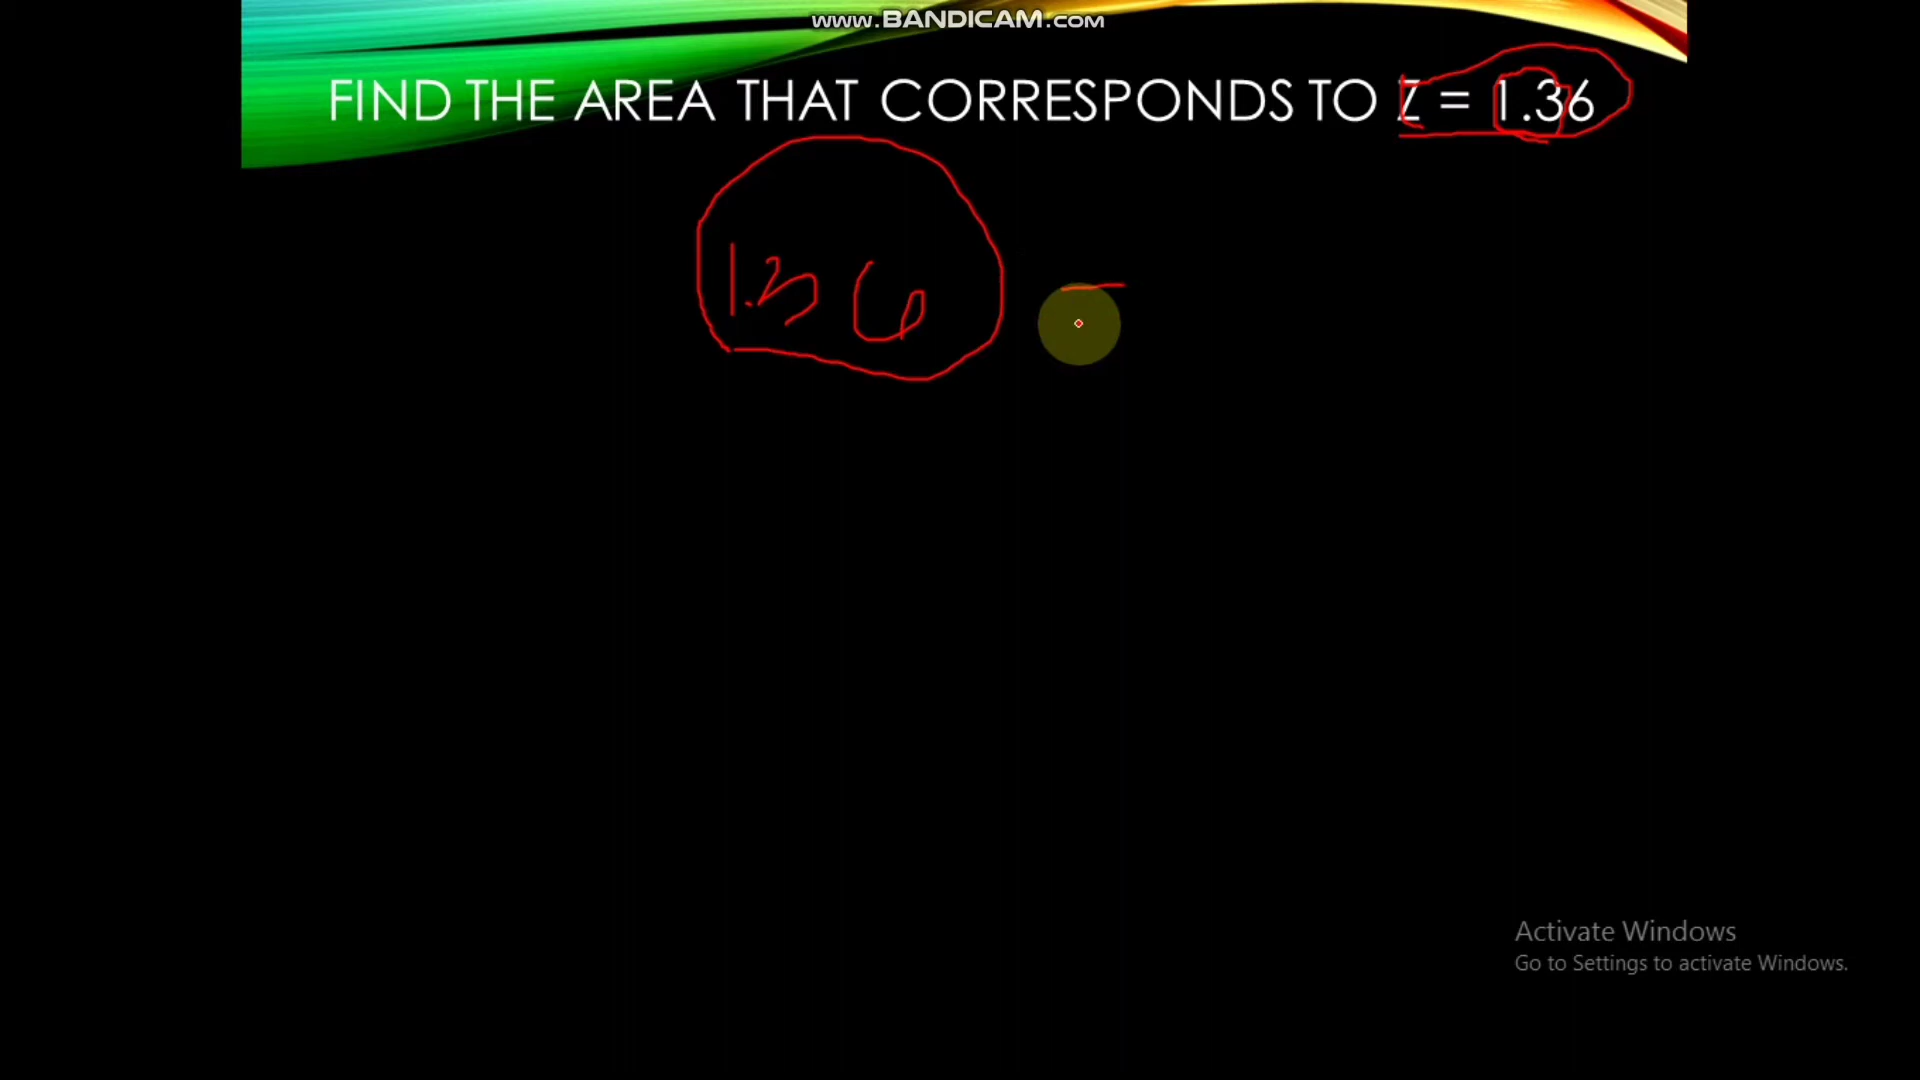 www.BANDICAM.com
FIND THE AREA THAT CORRESPONDS TO Z = 1.36
1.36
Activate Windows
Go to Settings to activate Windows.